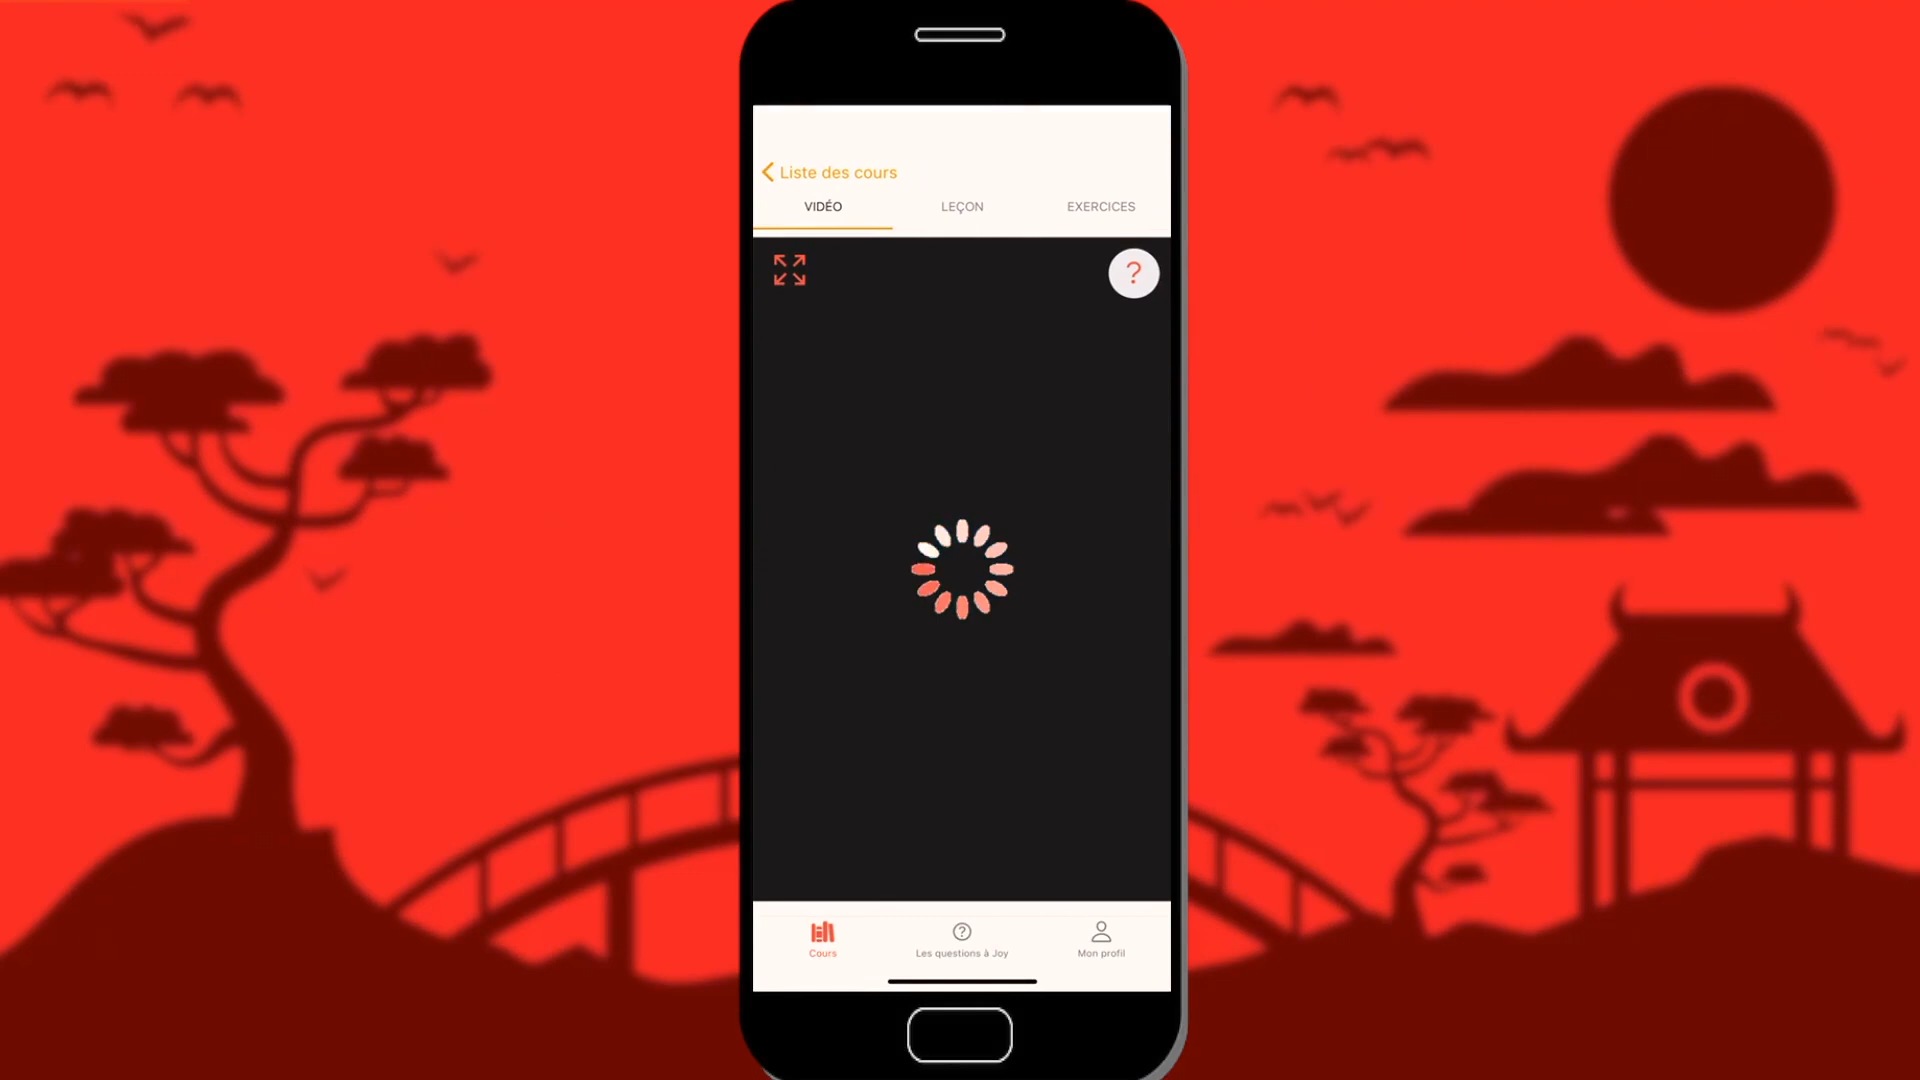 Liste des cours
VIDÉO LEÇON EXERCICES
?
Cours Les questions à Joy Mon profil